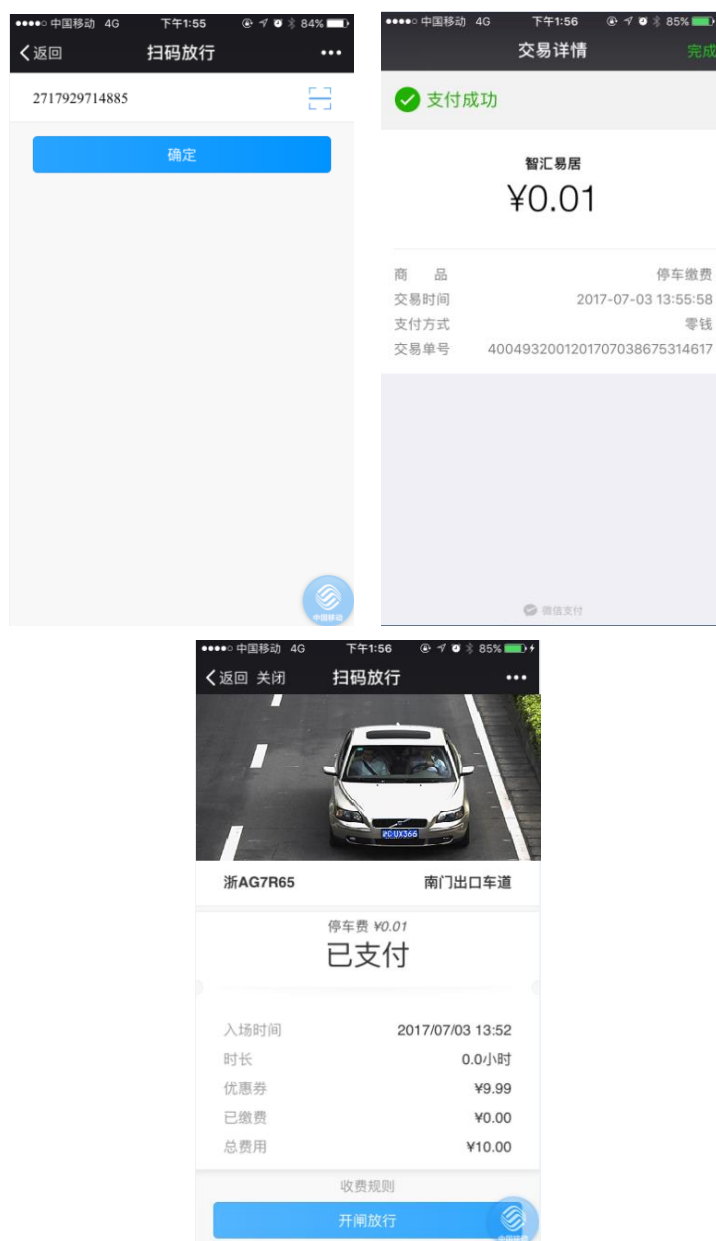 中国移动 4G 下午1:55 84%
返回 扫码放行
2717929714885
确定
中国移动
中国移动 4G 下午1:56 85%
交易详情 完成
支付成功
智汇易居
¥0.01
商 品 停车缴费
交易时间 2017-07-03 13:55:58
支付方式 零钱
交易单号 4004932001201707038675314617
微信支付
中国移动 4G 下午1:56 85%
返回 关闭 扫码放行
UX366
浙AG7R65 南门出口车道
停车费 ¥0.01
已支付
入场时间 2017/07/03 13:52
时长 0.0小时
优惠券 ¥9.99
已缴费 ¥0.00
总费用 ¥10.00
收费规则
开闸放行